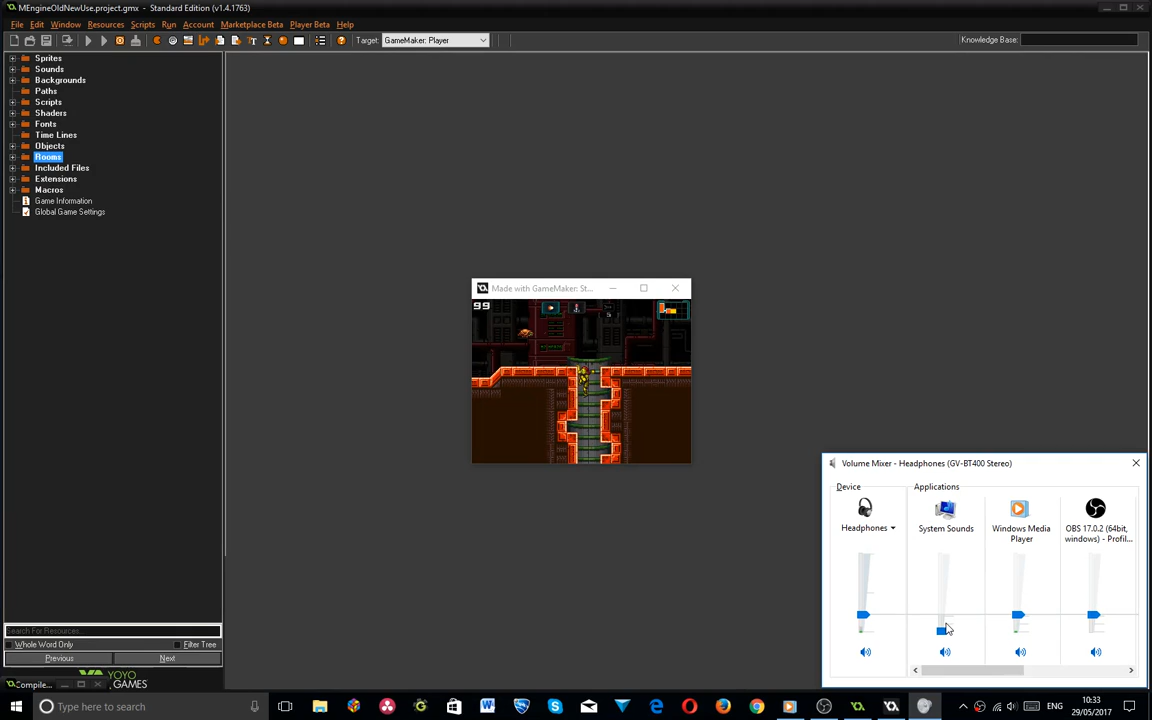 MEngineOldNewUse.project.gmx - Standard Edition (v1.4.1763)
File Edit Window Resources Scripts Run Account Marketplace Beta Player Beta Help
Target: GameMaker: Player
Knowledge Base:
Sprites
Sounds
Backgrounds
Paths
Scripts
Shaders
Fonts
Time Lines
Objects
Rooms
Included Files
Extensions
Macros
Game Information
Global Game Settings
Made with GameMaker: St...
99
Volume Mixer - Headphones (GV-BT400 Stereo)
Device Applications
Headphones
System Sounds
Windows Media Player
OBS 17.0.2 (64bit, windows) - Profil...
Search For Resources...
Whole Word Only Filter Tree
Previous Next
YOYO GAMES
Compile...
Type here to search
ENG
10:33
29/05/2017